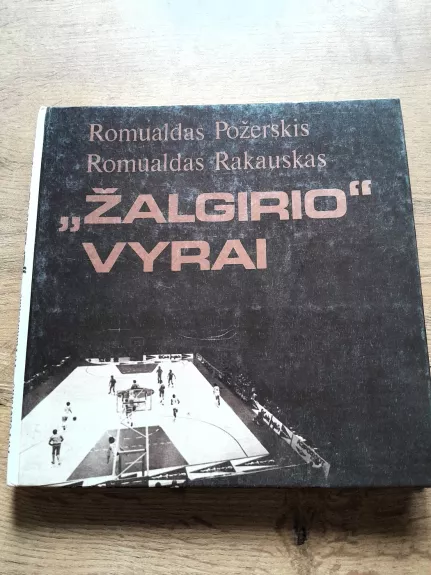 Romualdas Požerskis
Romualdas Rakauskas
„ŽALGIRIO“
VYRAI